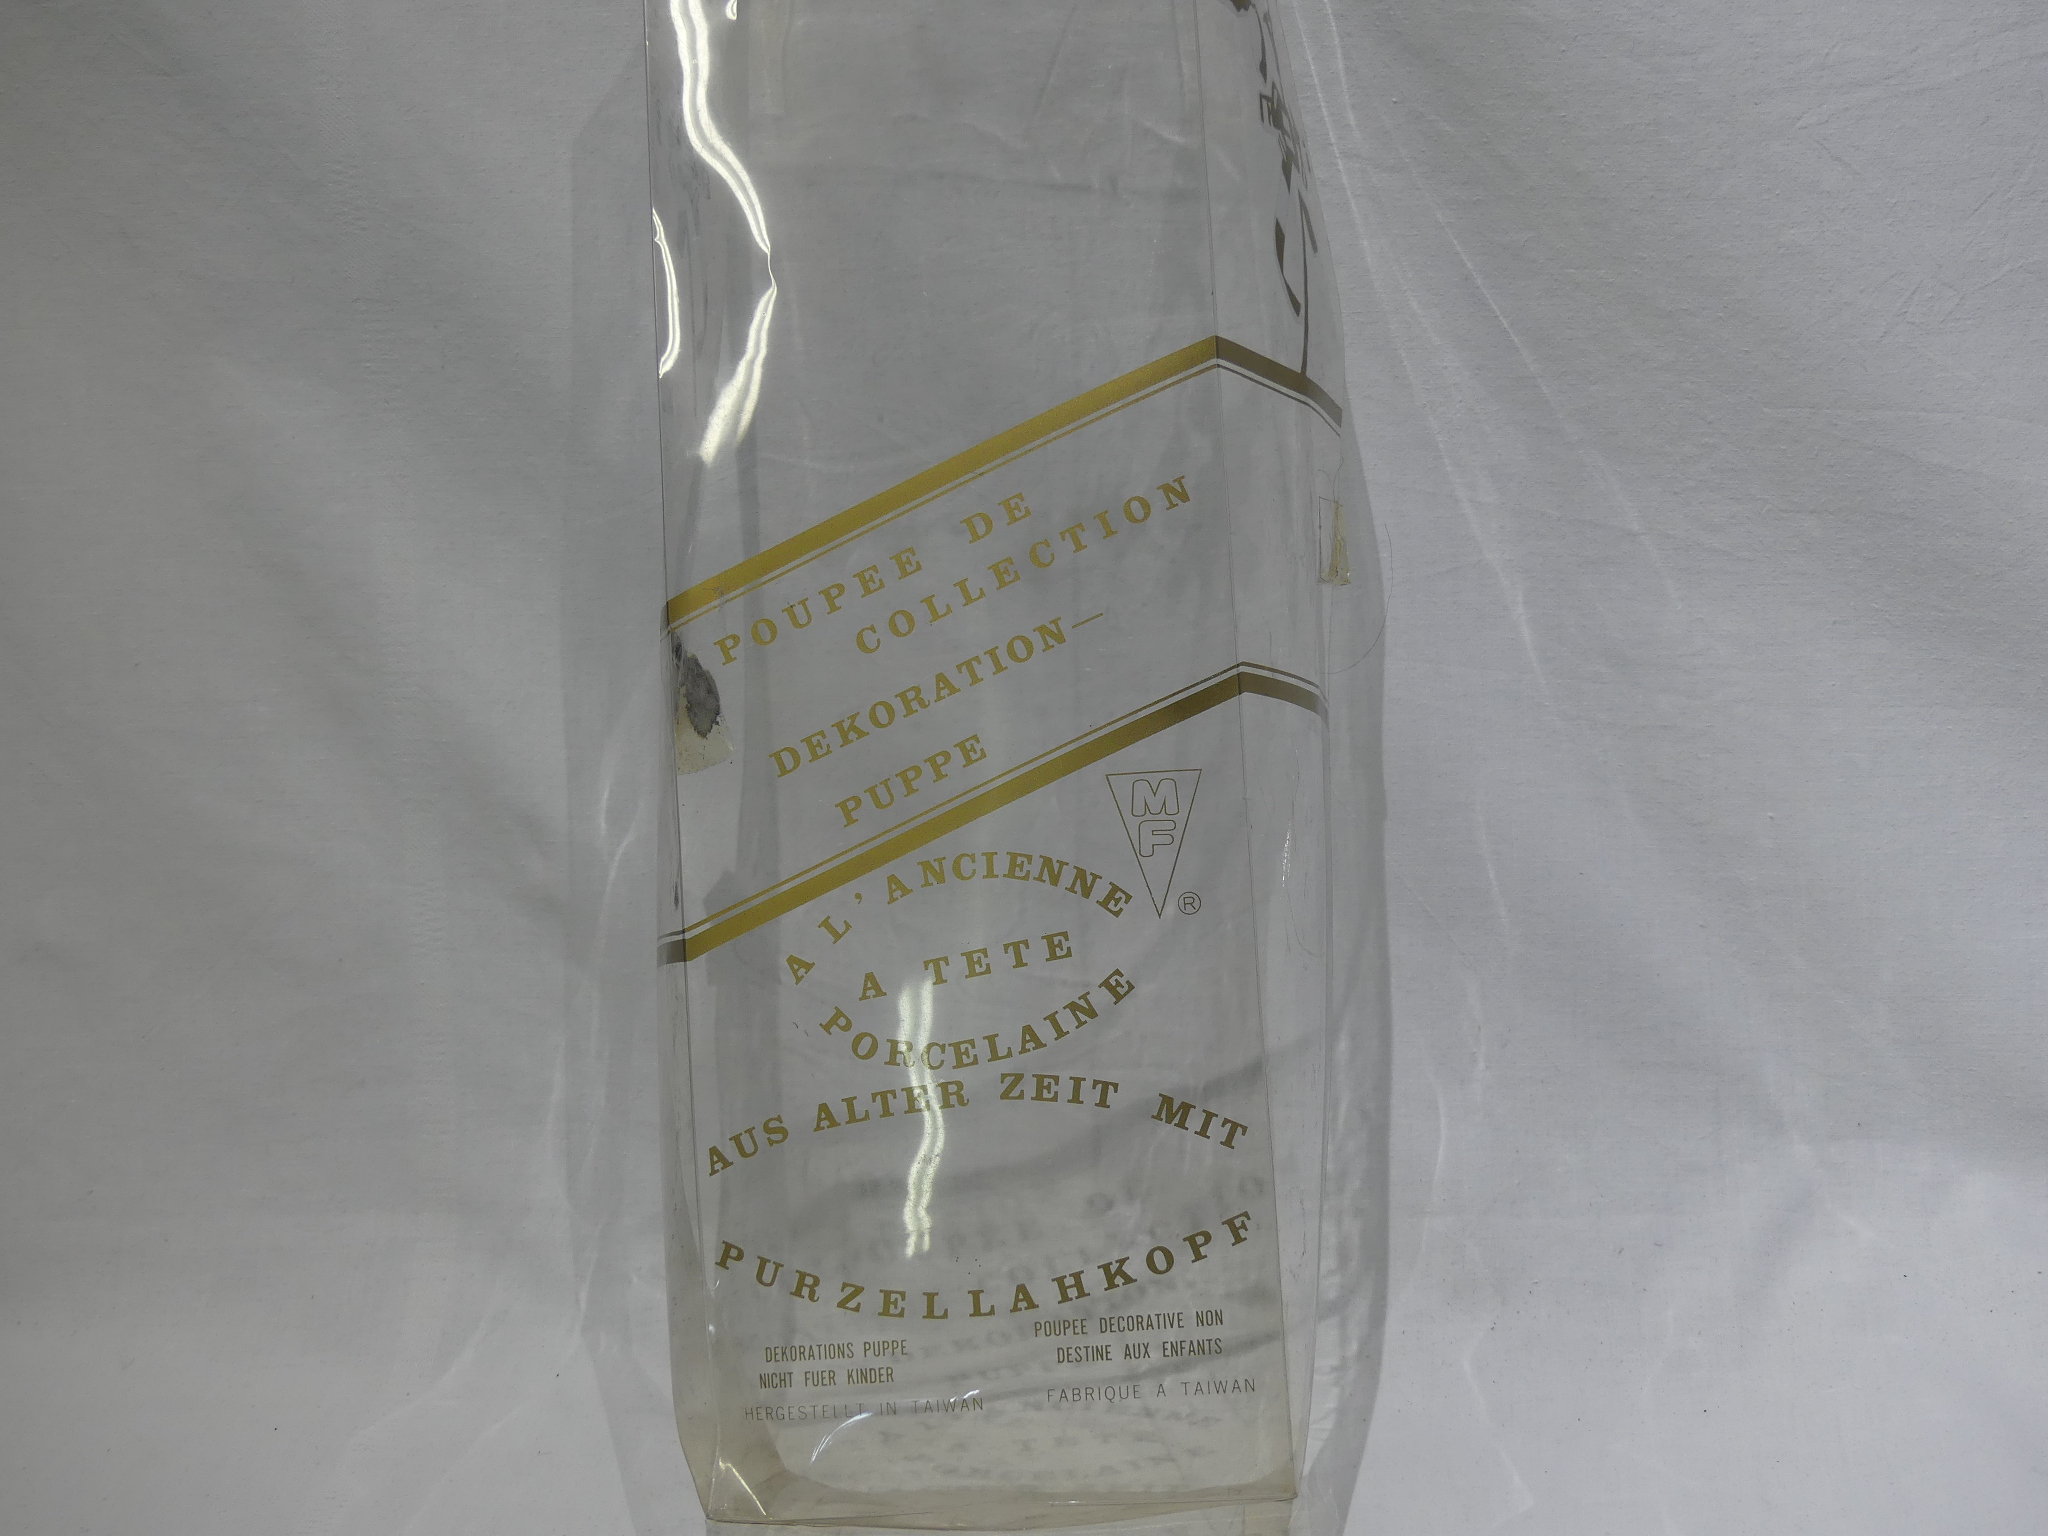 POUPEE DE
COLLECTION
DEKORATION—
PUPPE
MF
®
A L'ANCIENNE
A TETE
PORCELAINE
AUS ALTER ZEIT MIT
PURZELLAHKOPF
DEKORATIONS PUPPE
NICHT FUER KINDER
HERGESTELLT IN TAIWAN
POUPEE DECORATIVE NON
DESTINE AUX ENFANTS
FABRIQUE A TAIWAN